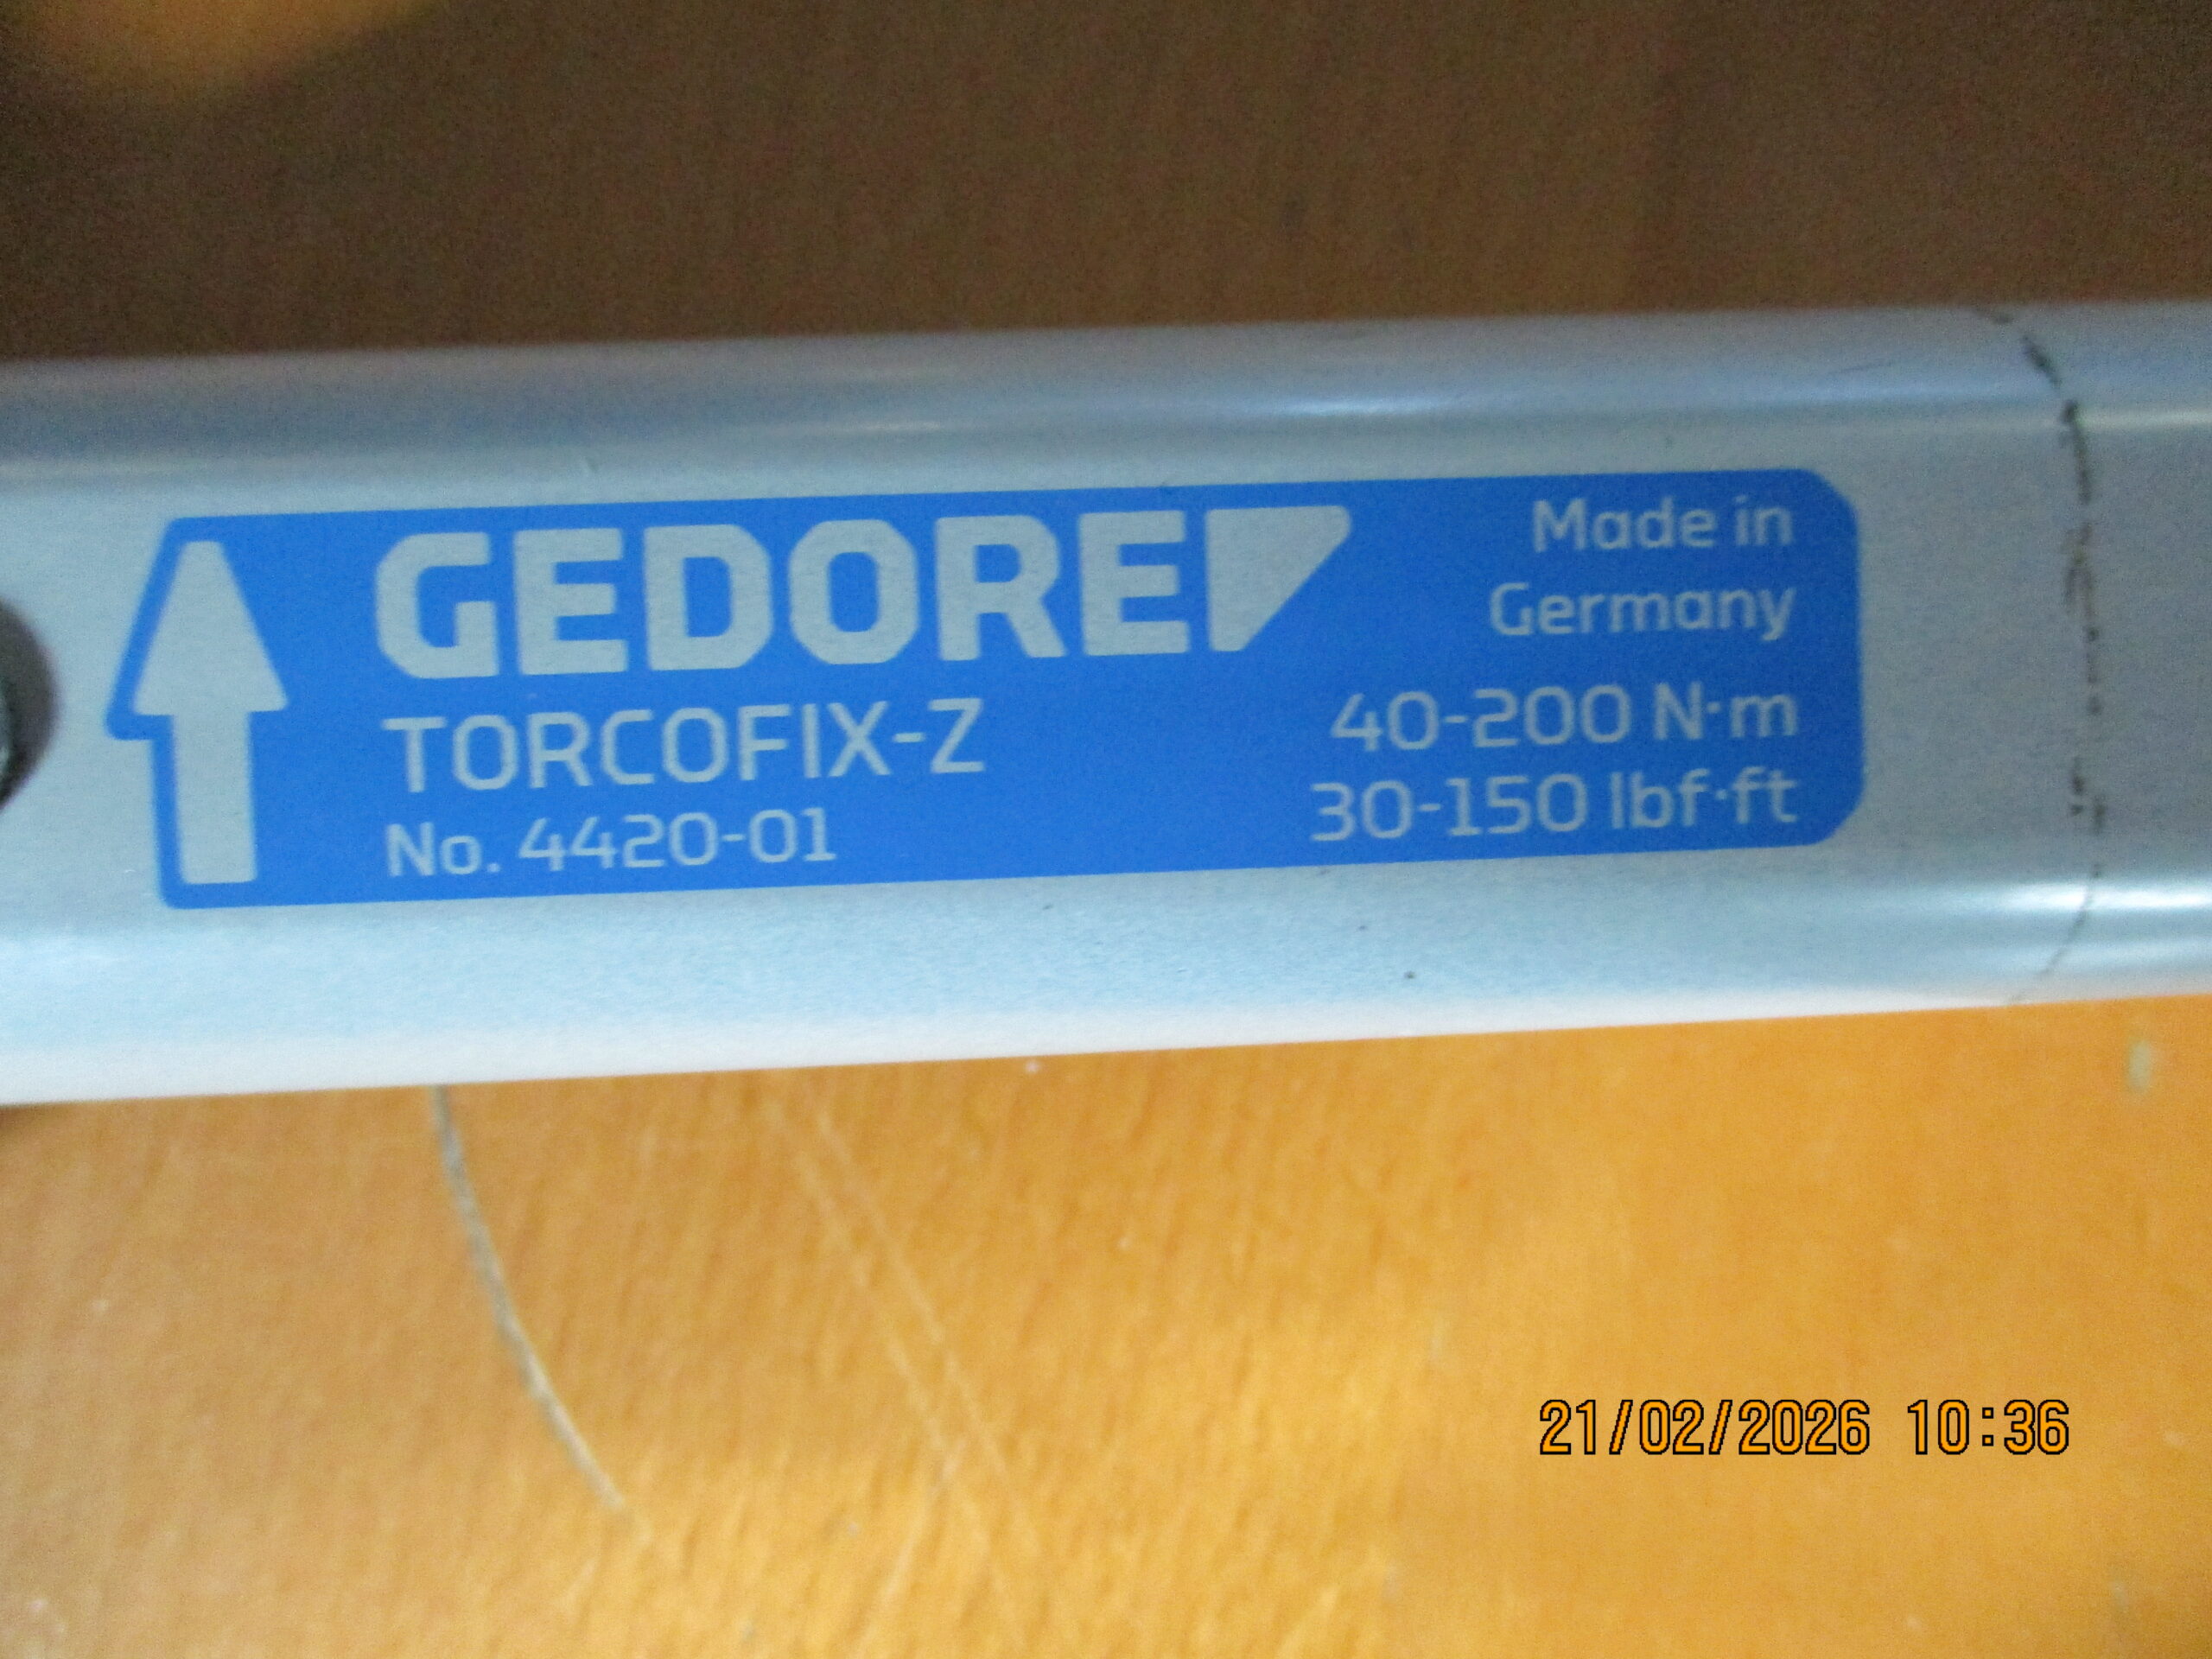 GEDORE
TORCOFIX-Z
No. 4420-01
Made in
Germany
40-200 N·m
30-150 lbf·ft
21/02/2026 10:36